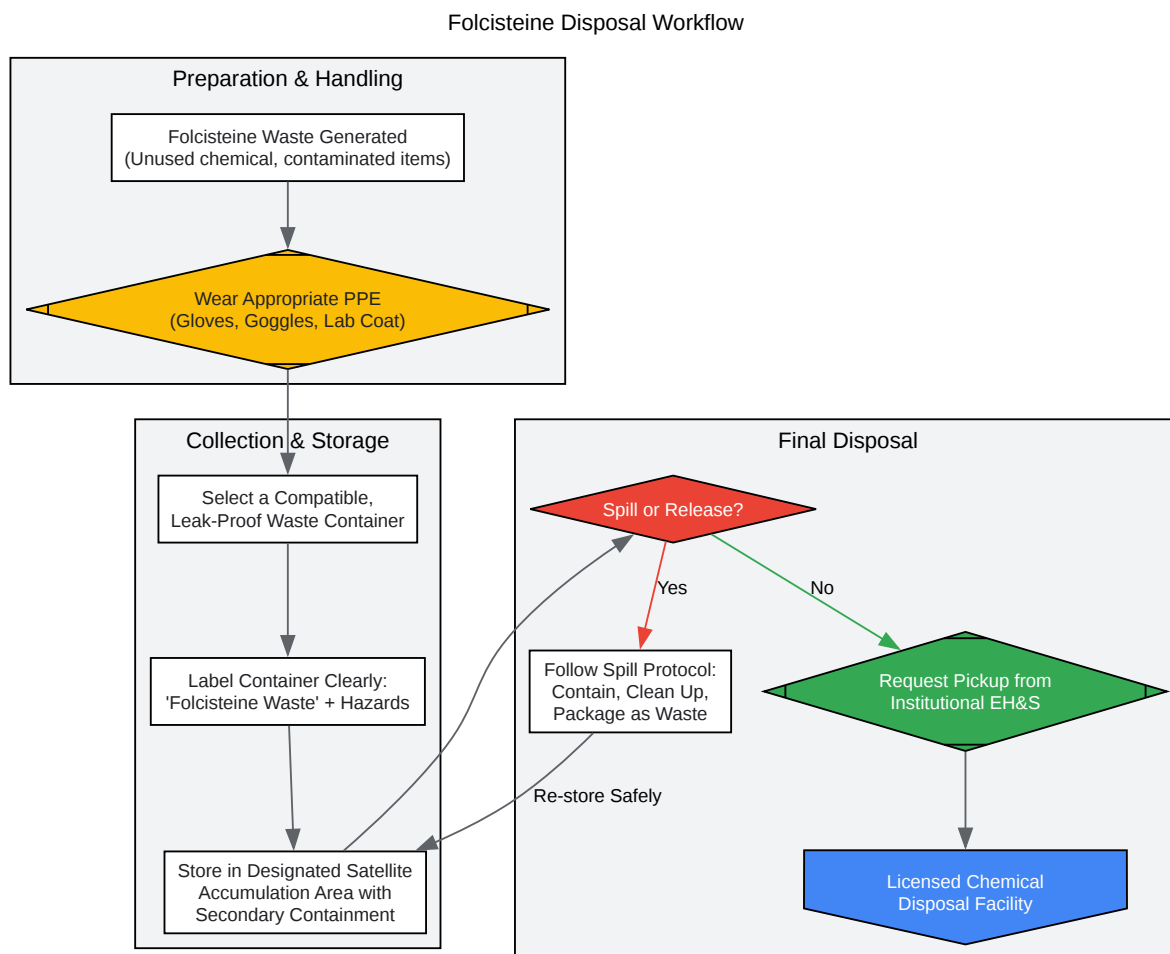 Folcisteine Disposal Workflow
Preparation & Handling
Folcisteine Waste Generated
(Unused chemical, contaminated items)
Wear Appropriate PPE
(Gloves, Goggles, Lab Coat)
Collection & Storage
Select a Compatible,
Leak-Proof Waste Container
Label Container Clearly:
'Folcisteine Waste' + Hazards
Store in Designated Satellite
Accumulation Area with
Secondary Containment
Final Disposal
Spill or Release?
Yes
No
Follow Spill Protocol:
Contain, Clean Up,
Package as Waste
Re-store Safely
Request Pickup from
Institutional EH&S
Licensed Chemical
Disposal Facility